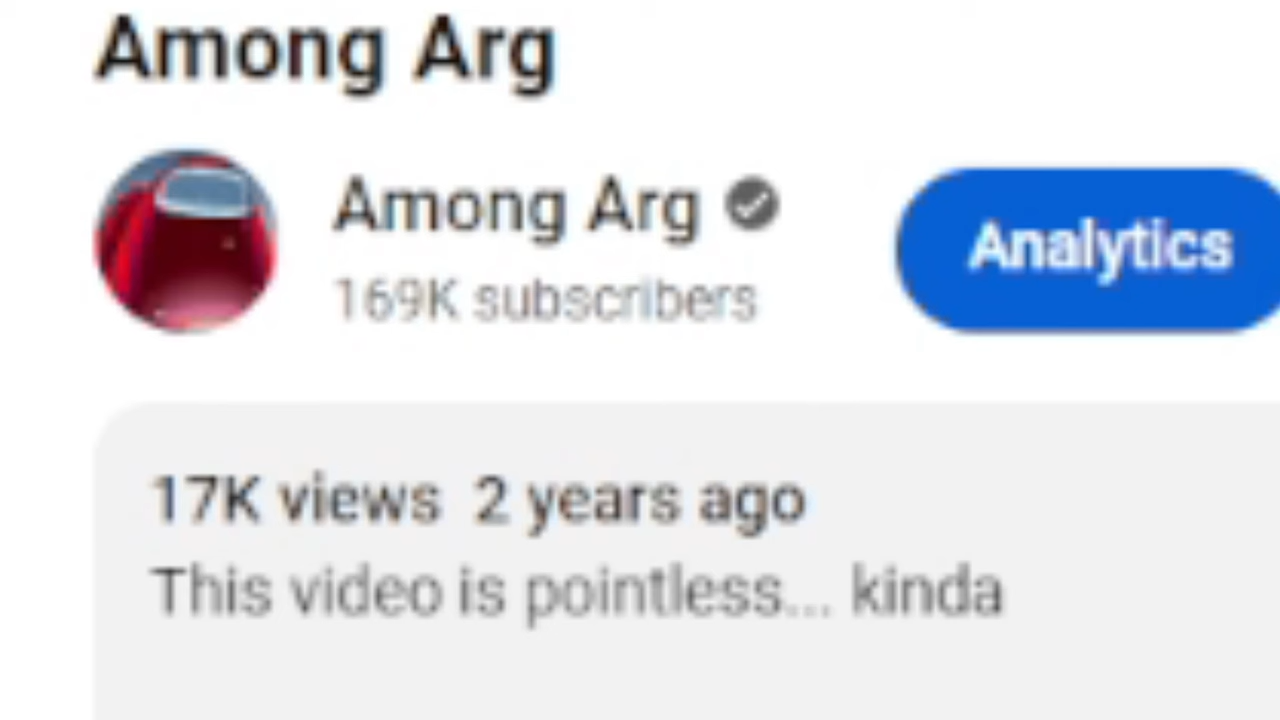 Among Arg
Among Arg
169K subscribers
Analytics
17K views 2 years ago
This video is pointless... kinda